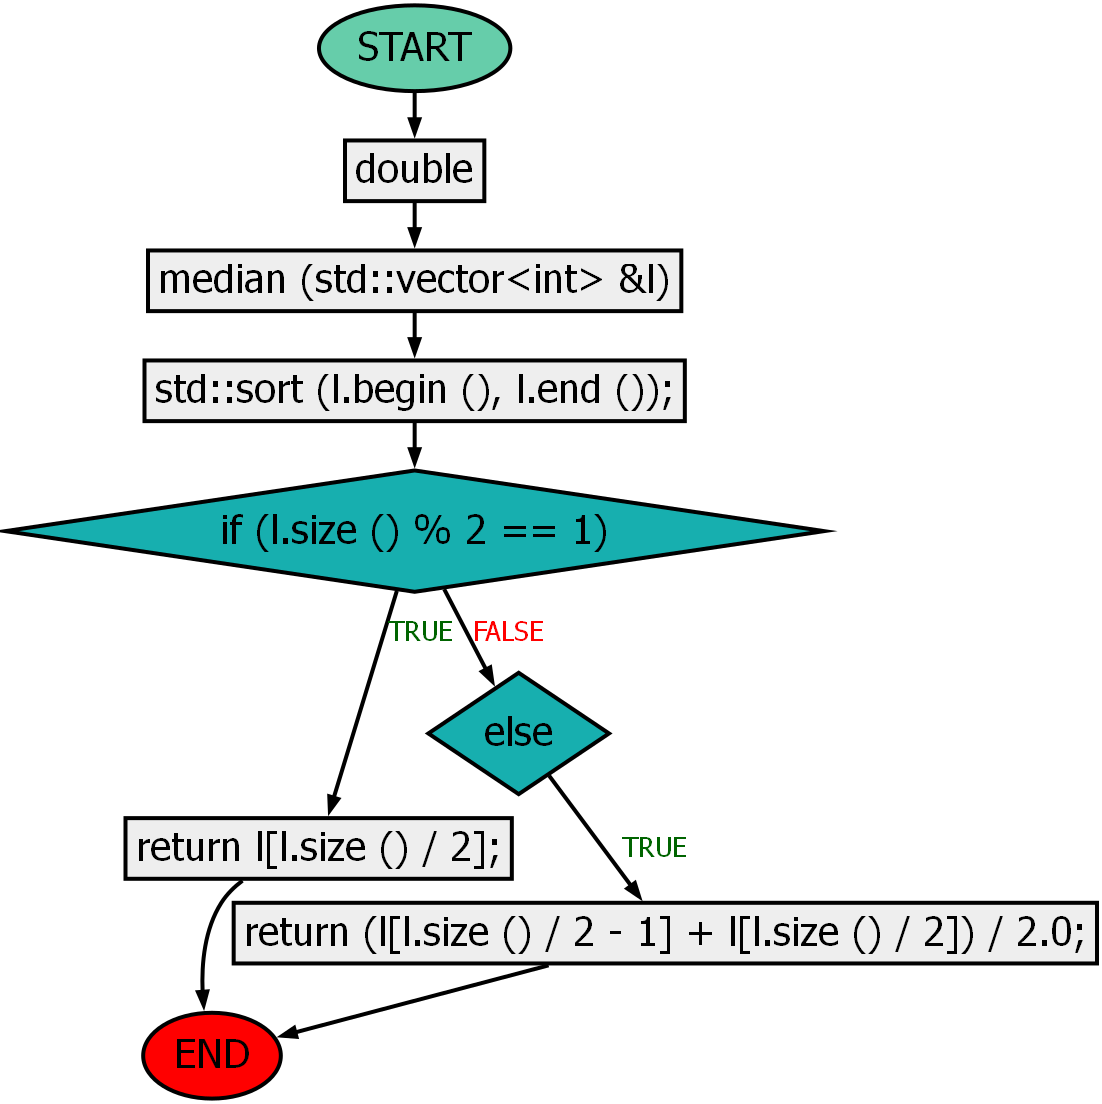 START
double
median (std::vector<int> &l)
std::sort (l.begin (), l.end ());
if (l.size () % 2 == 1)
TRUE
FALSE
else
return l[l.size () / 2];
TRUE
return (l[l.size () / 2 - 1] + l[l.size () / 2]) / 2.0;
END